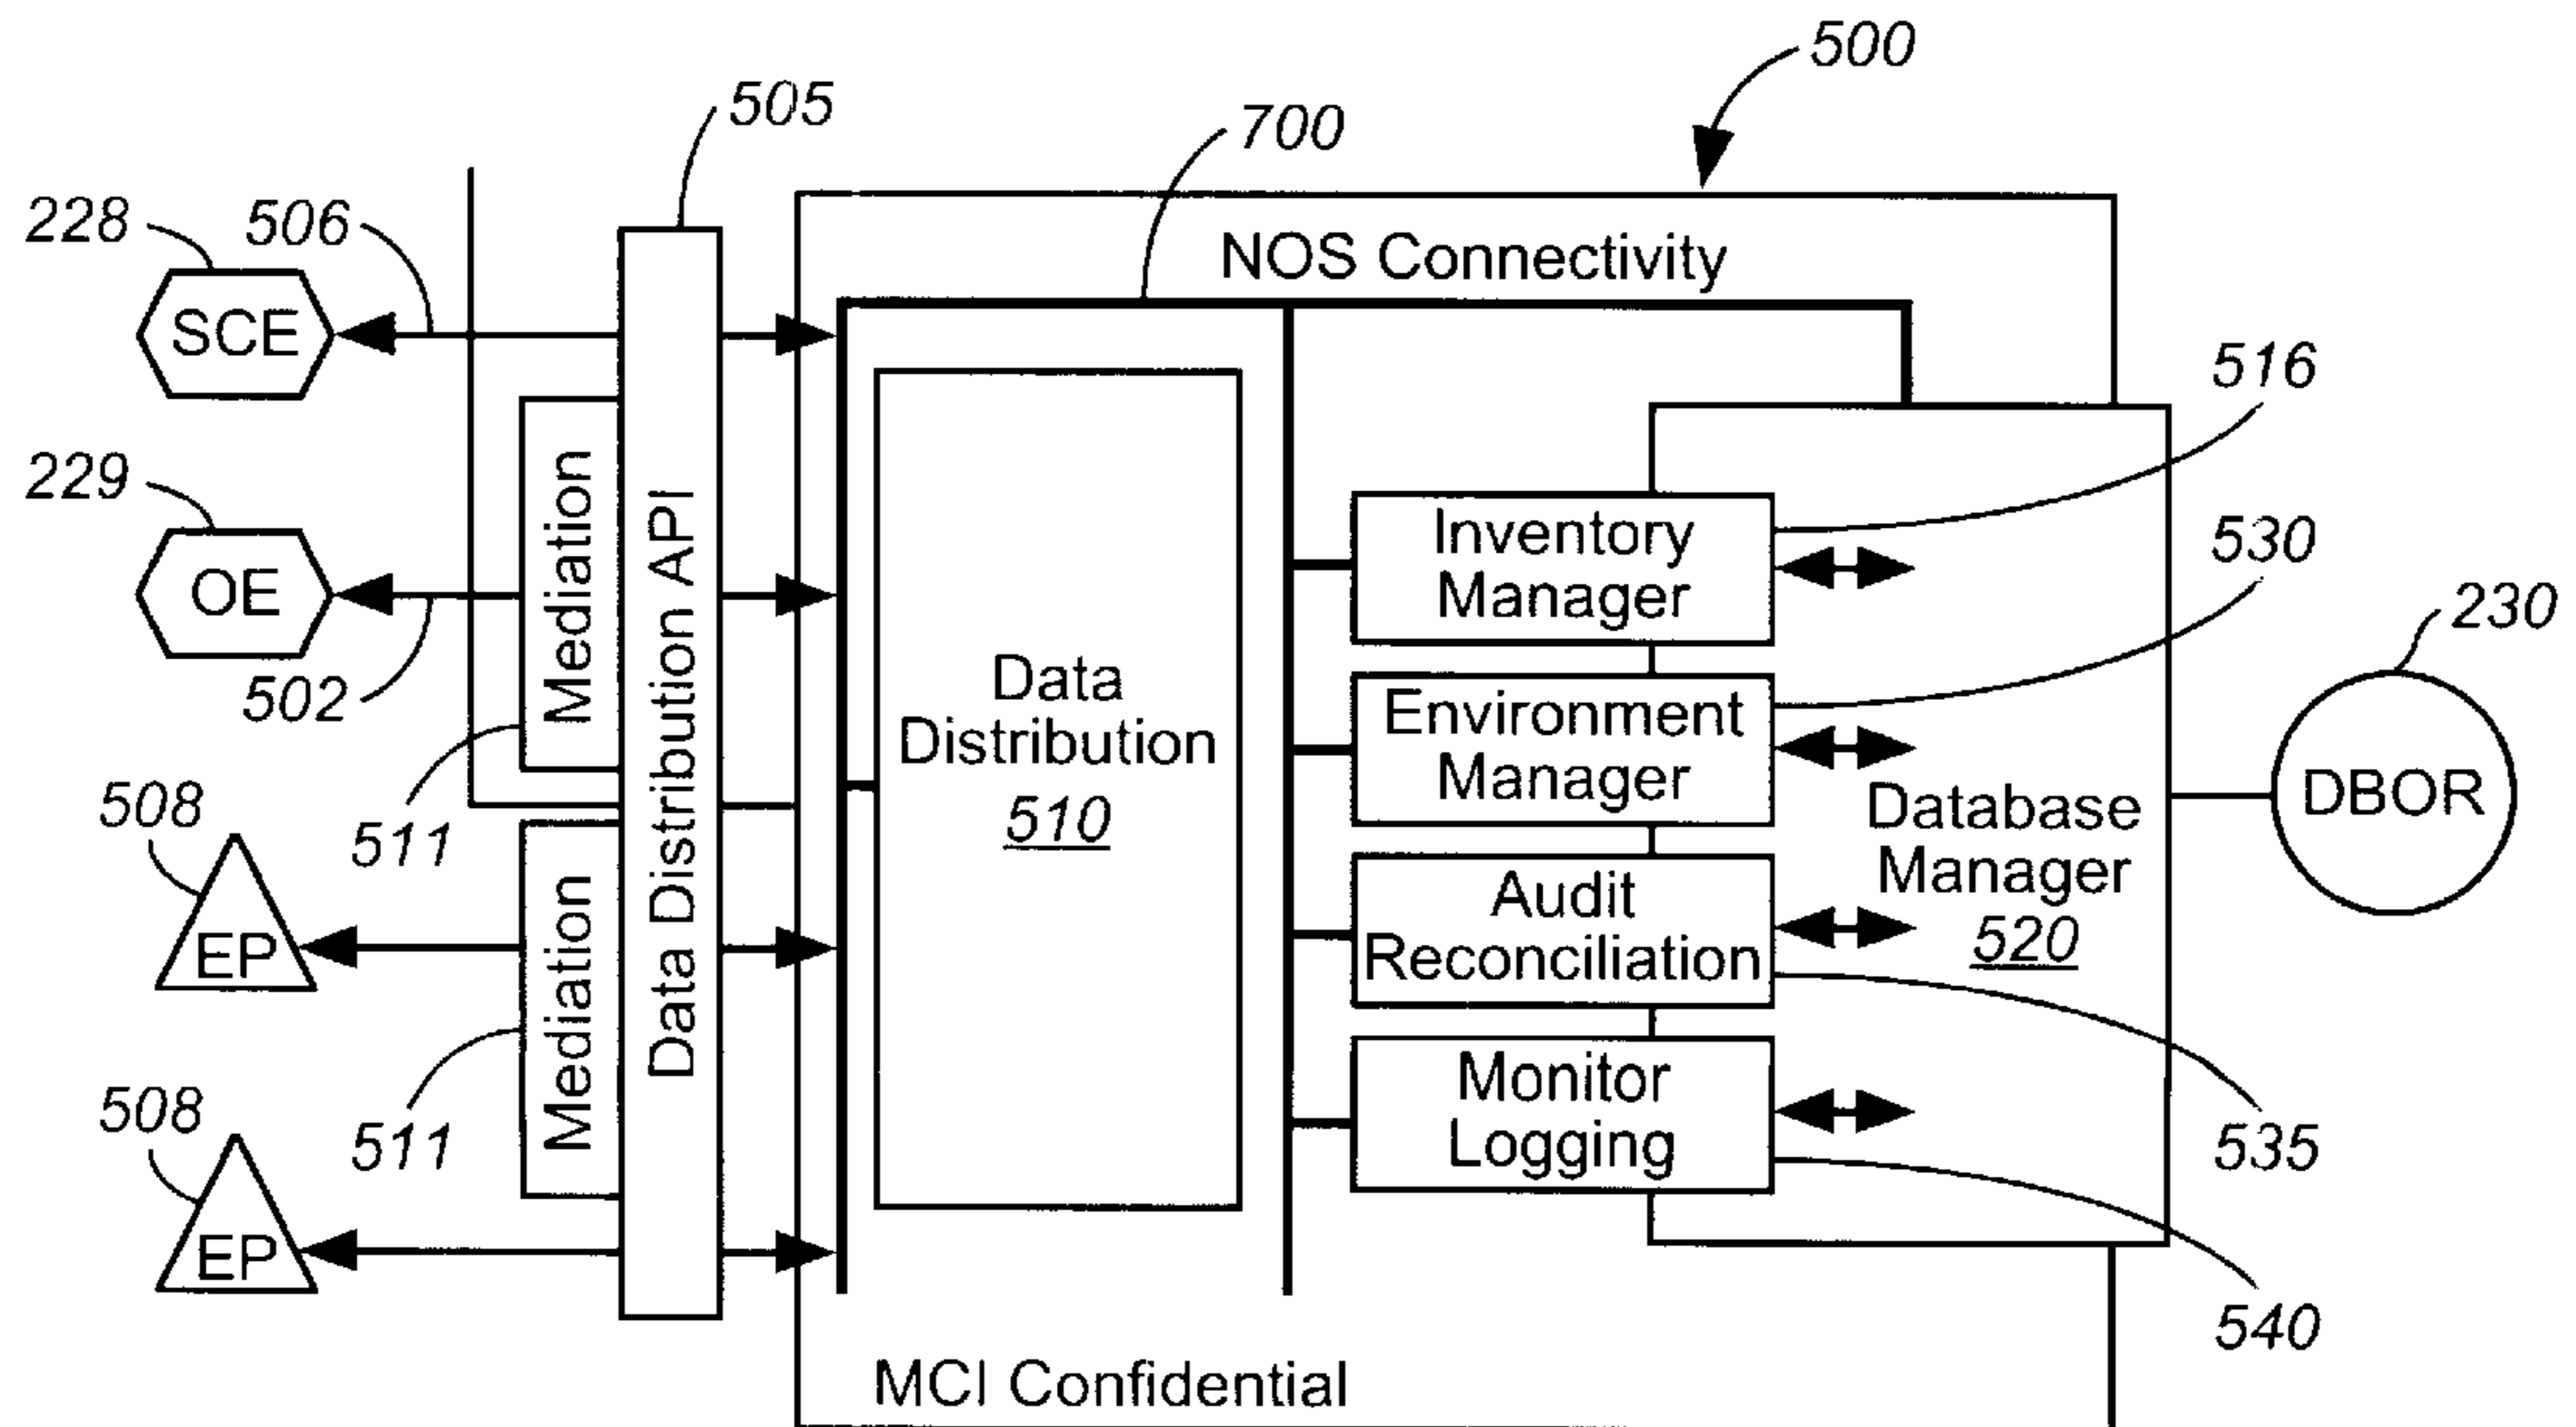 500
505
700
NOS Connectivity
228
506
SCE
516
229
OE
502
Mediation
Data Distribution API
Inventory
Manager
530
230
Data
Distribution
510
Environment
Manager
Database
Manager
520
DBOR
508
511
EP
Mediation
Audit
Reconciliation
508
511
EP
Monitor
Logging
535
540
MCI Confidential